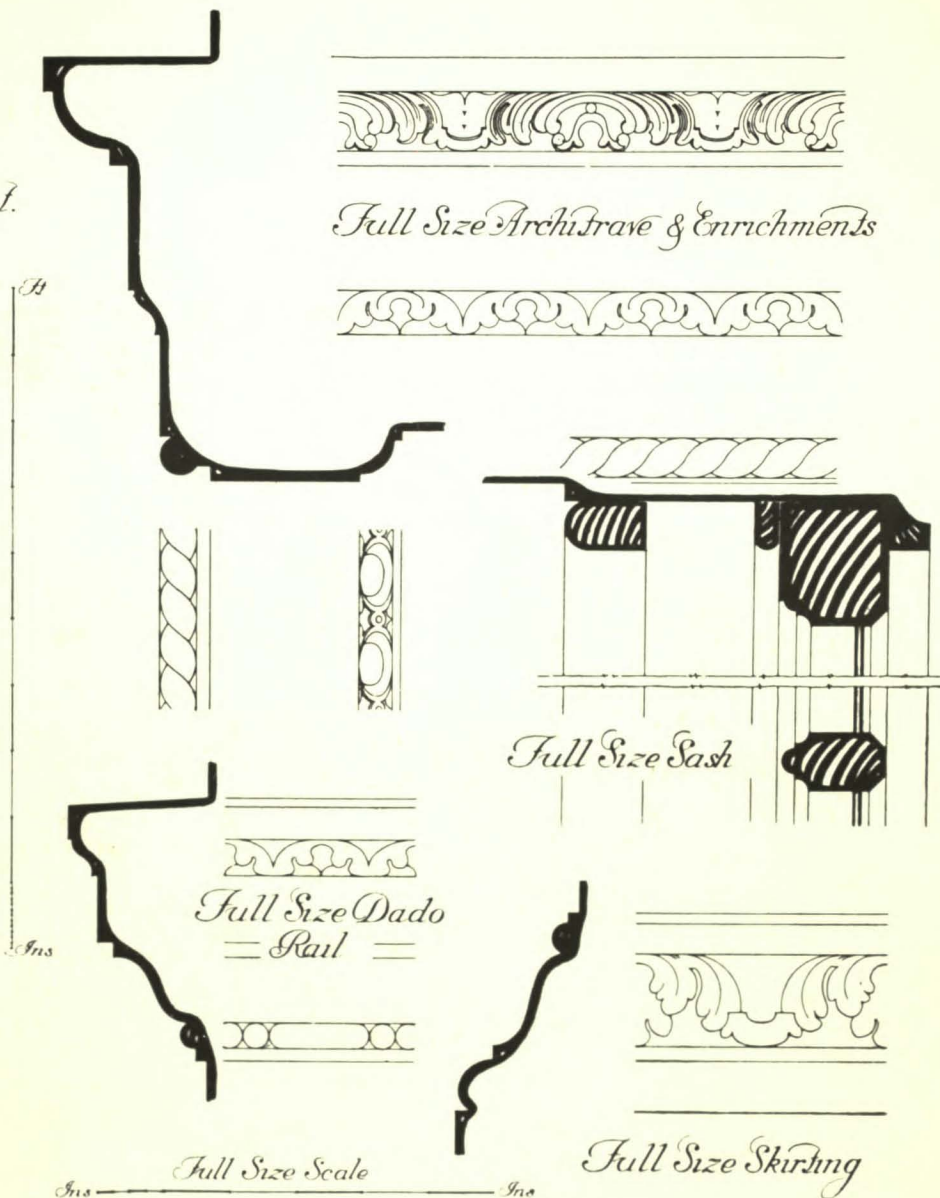 t.
Full Size Architrave & Enrichments
Ft
Full Size Sash
Full Size Dado
Rail
Ins
Full Size Skirting
Full Size Scale
Ins
Ins